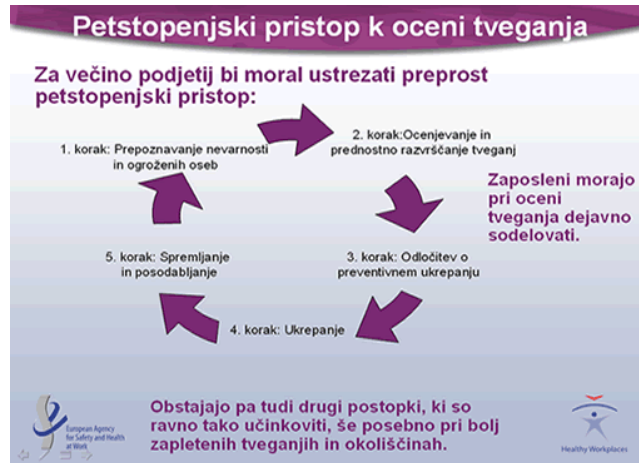 Petstopenjski pristop k oceni tveganja
Za večino podjetij bi moral ustrezati preprost
petstopenjski pristop:
1. korak: Prepoznavanje nevarnosti
in ogroženih oseb
2. korak:Ocenjevanje in
prednostno razvrščanje tveganj
Zaposleni morajo
pri oceni
tveganja dejavno
sodelovati.
3. korak: Odločitev o
preventivnem ukrepanju
4. korak: Ukrepanje
5. korak: Spremljanje
in posodabljanje
Obstajajo pa tudi drugi postopki, ki so
ravno tako učinkoviti, še posebno pri bolj
zapletenih tveganjih in okoliščinah.
European Agency
for Safety and Health
at Work
Healthy Workplaces